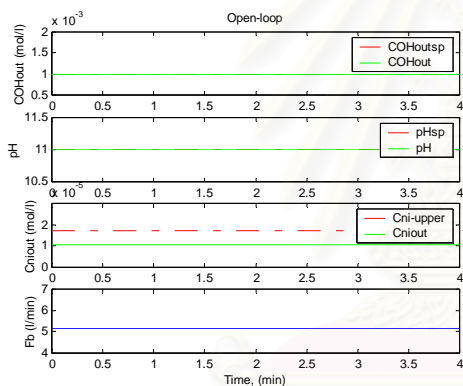 Open-loop
x 10^-3
2
1.5
1
0.5
COHout (mol/l)
COHoutsp
COHout
0 0.5 1 1.5 2 2.5 3 3.5 4
11.5
11
10.5
pH
pHsp
pH
0 0.5 1 1.5 2 2.5 3 3.5 4
x 10^-5
3
2
1
0
Cniout (mol/l)
Cni-upper
Cniout
0 0.5 1 1.5 2 2.5 3 3.5 4
7
6
5
4
Fb (l/min)
0 0.5 1 1.5 2 2.5 3 3.5 4
Time, (min)